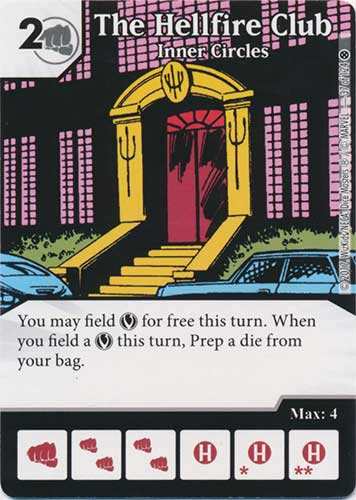 2
The Hellfire Club
Inner Circles
You may field for free this turn. When
you field a this turn, Prep a die from
your bag.
Max: 4
H
H
*
H
**